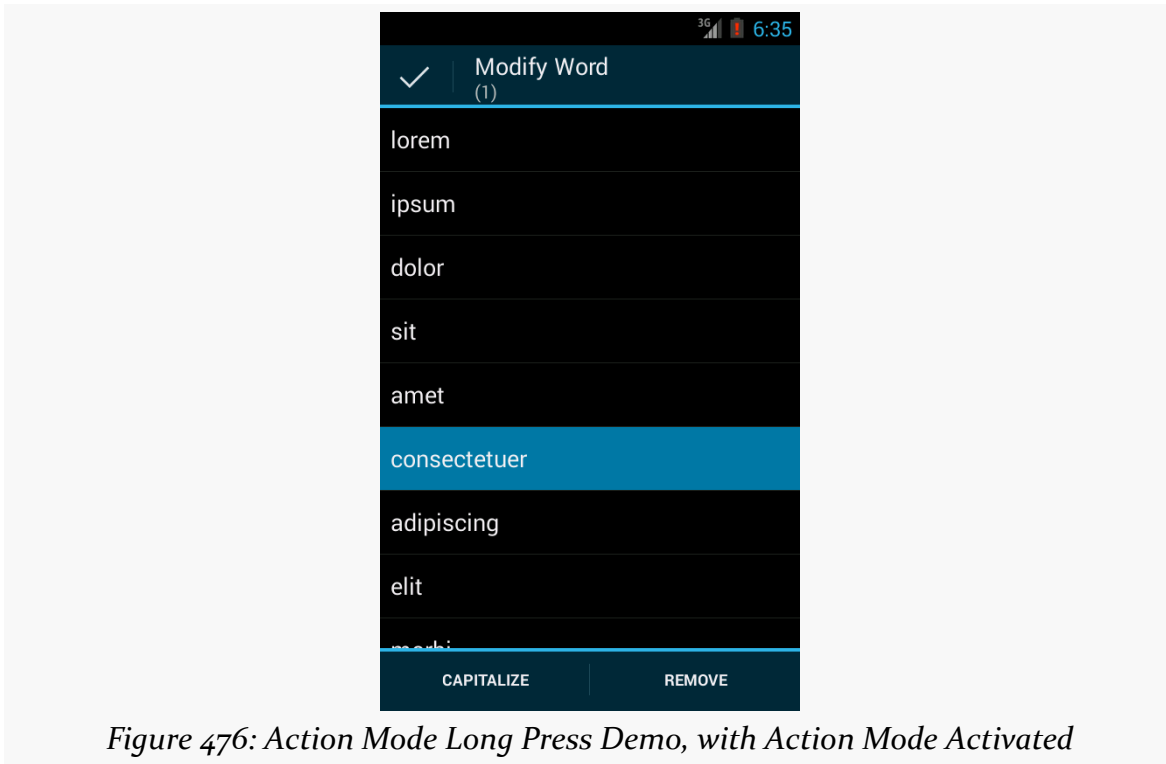 3G 6:35
Modify Word
(1)
lorem
ipsum
dolor
sit
amet
consectetuer
adipiscing
elit
morbi
CAPITALIZE REMOVE
Figure 476: Action Mode Long Press Demo, with Action Mode Activated